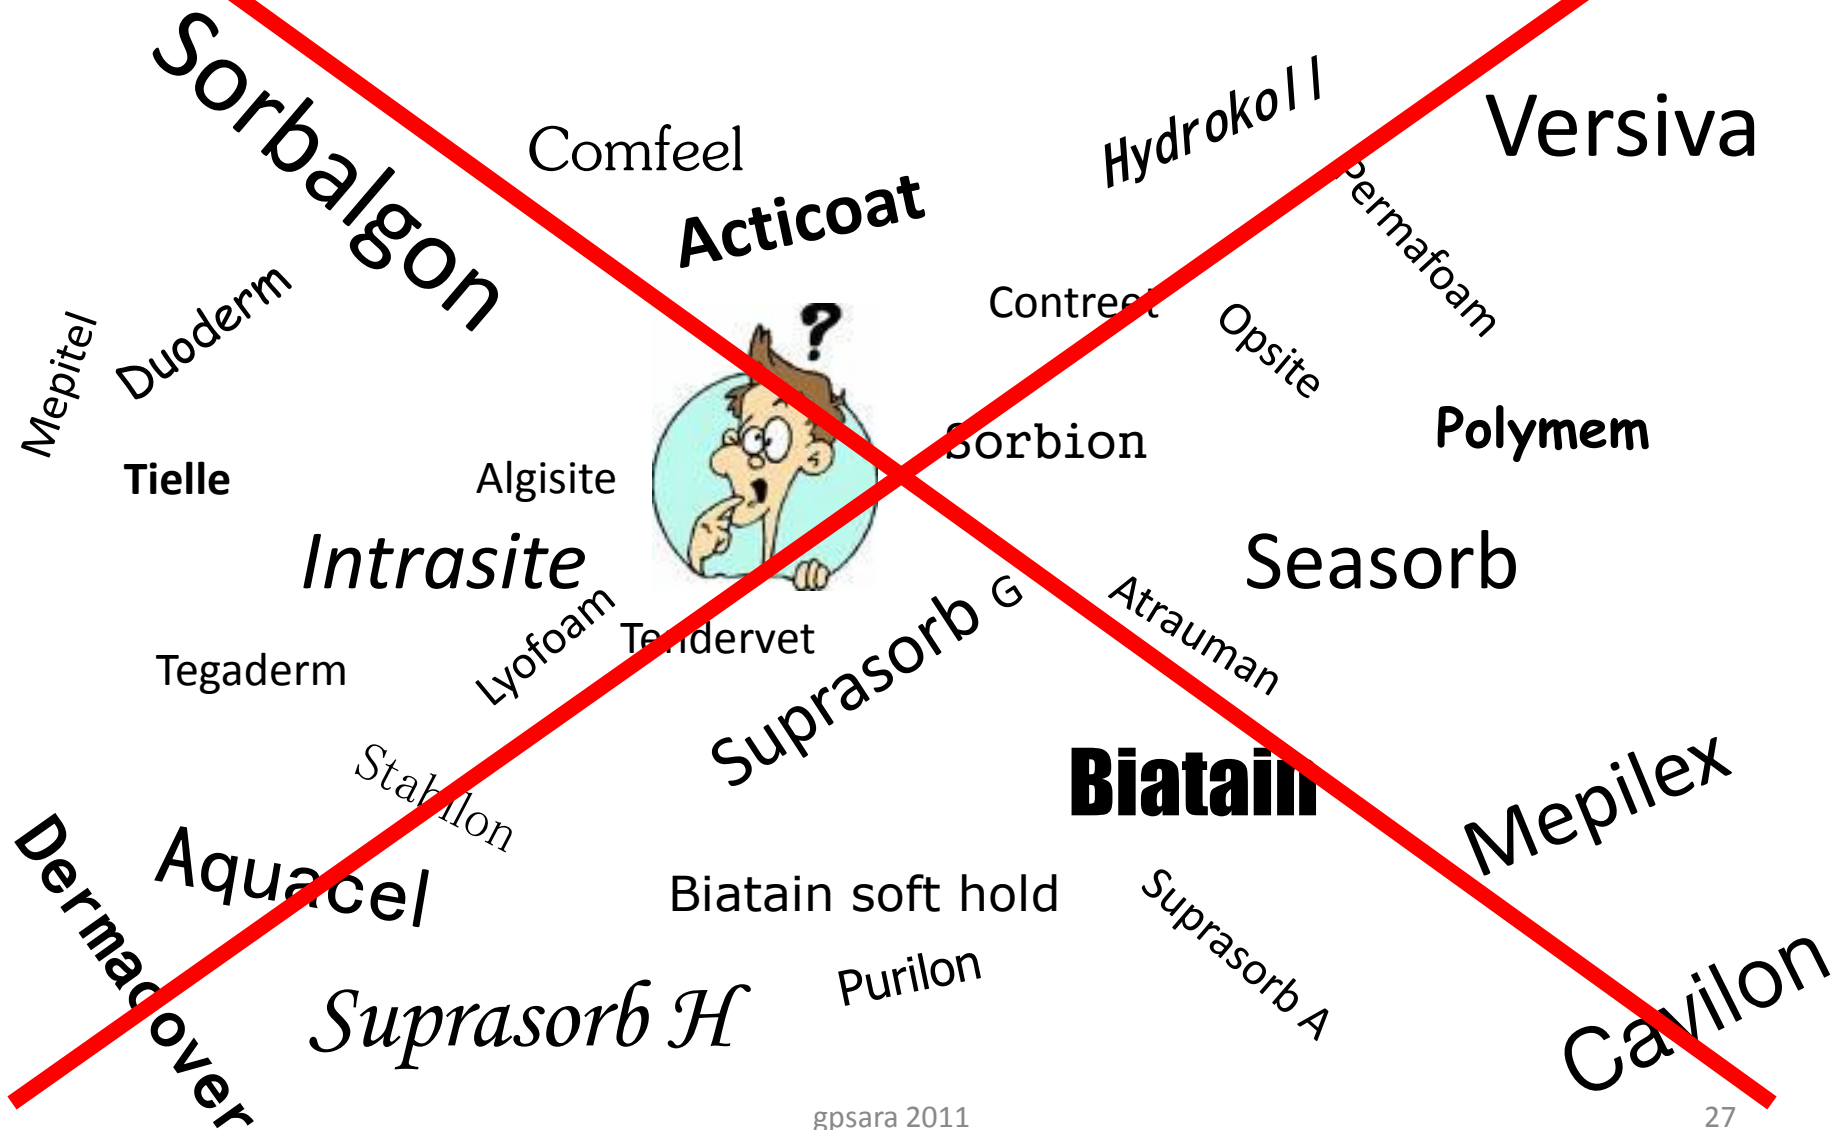 Sorbalgon
Comfeel
Hydrokoll
Versiva
Acticoat
Permafoam
Contreet
Opsite
Duoderm
Mepitel
?
Polymem
Sorbion
Tielle
Algisite
Intrasite
Seasorb
Atrauman
Lyofoam
Tendervet
Suprasorb G
Tegaderm
Stabilon
Biatain
Mepilex
Dermacover
Aquacel
Biatain soft hold
Suprasorb A
Purilon
Suprasorb H
Cavilon
gpsara 2011
27